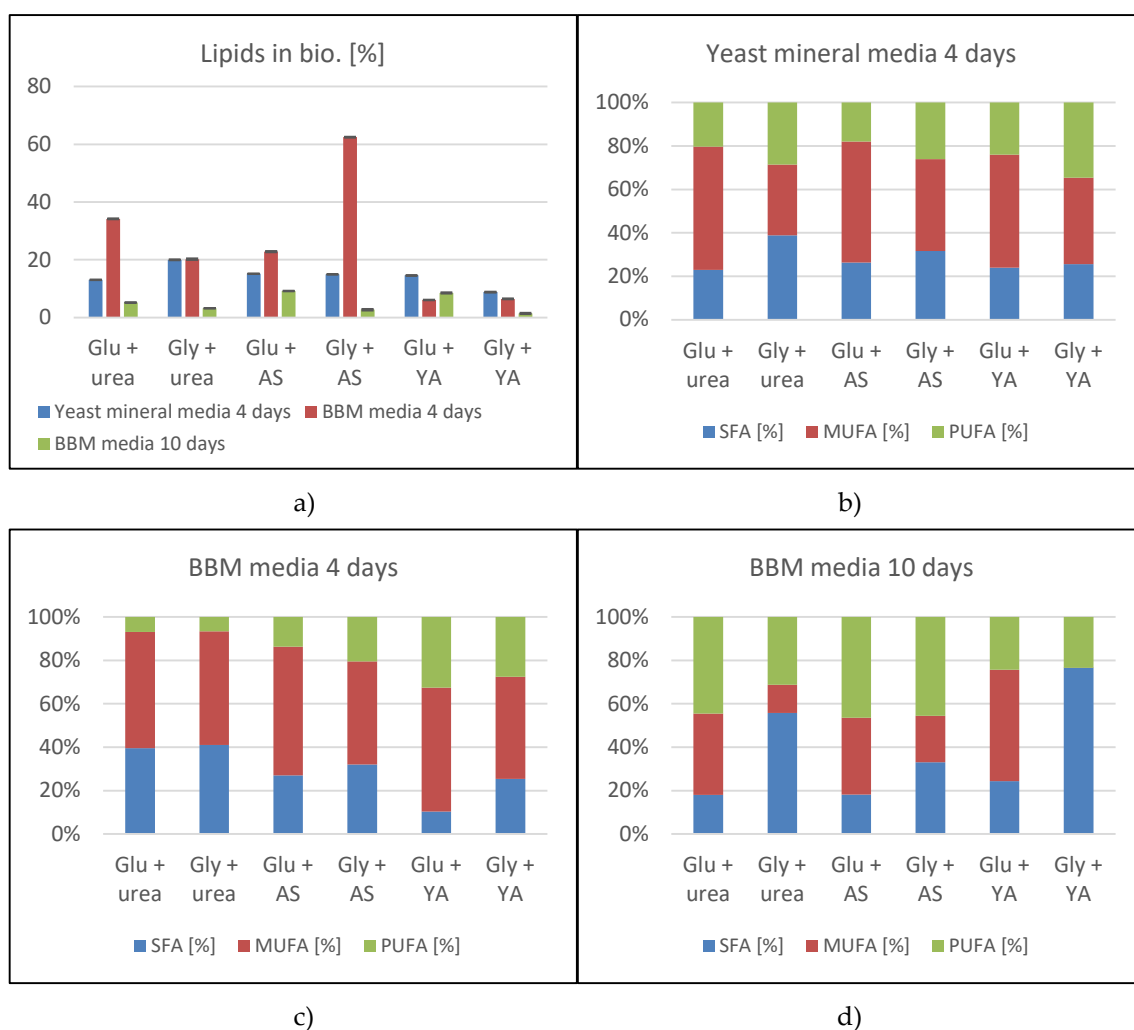 Lipids in bio. [%]
80
60
40
20
0
Glu + urea
Gly + urea
Glu + AS
Gly + AS
Glu + YA
Gly + YA
Yeast mineral media 4 days
BBM media 4 days
BBM media 10 days
a)
Yeast mineral media 4 days
100%
80%
60%
40%
20%
0%
Glu + urea
Gly + urea
Glu + AS
Gly + AS
Glu + YA
Gly + YA
SFA [%]
MUFA [%]
PUFA [%]
b)
BBM media 4 days
100%
80%
60%
40%
20%
0%
Glu + urea
Gly + urea
Glu + AS
Gly + AS
Glu + YA
Gly + YA
SFA [%]
MUFA [%]
PUFA [%]
c)
BBM media 10 days
100%
80%
60%
40%
20%
0%
Glu + urea
Gly + urea
Glu + AS
Gly + AS
Glu + YA
Gly + YA
SFA [%]
MUFA [%]
PUFA [%]
d)